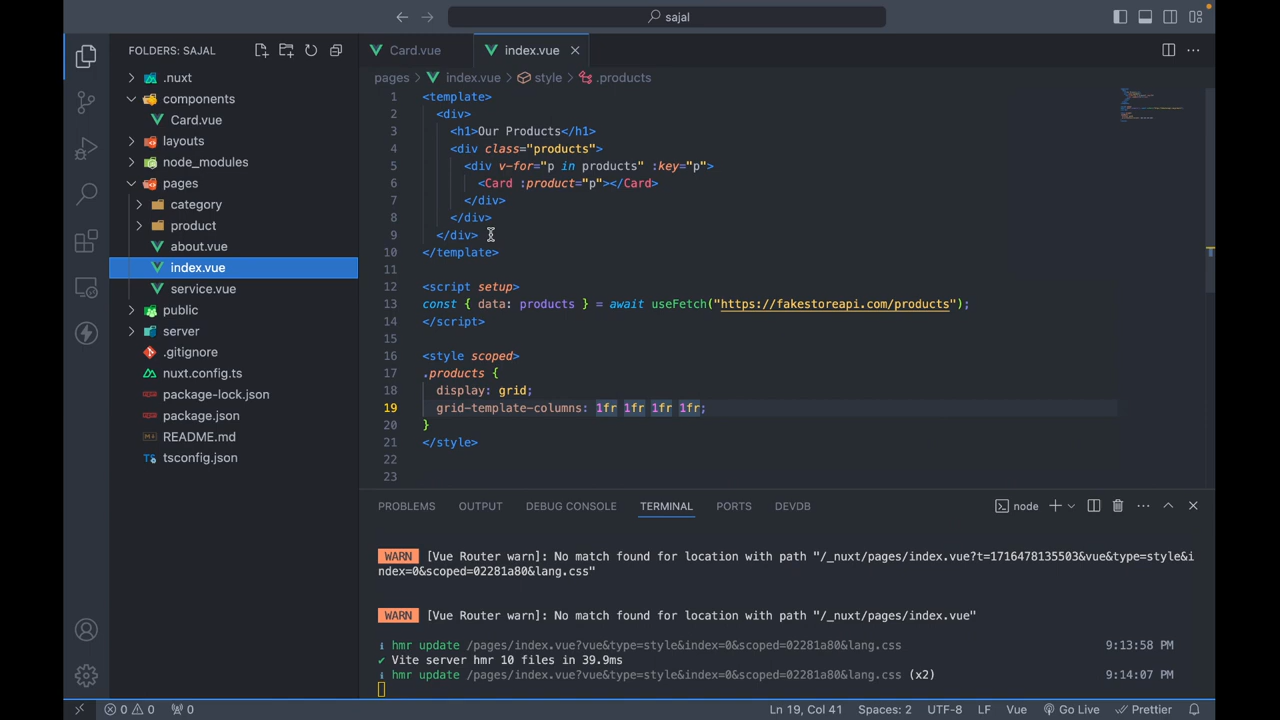 sajal
FOLDERS: SAJAL
.nuxt
components
Card.vue
layouts
node_modules
pages
category
product
about.vue
index.vue
service.vue
public
server
.gitignore
nuxt.config.ts
package-lock.json
package.json
README.md
tsconfig.json
Card.vue
index.vue
pages > index.vue > style > .products
1 <template>
2 <div>
3 <h1>Our Products</h1>
4 <div class="products">
5 <div v-for="p in products" :key="p">
6 <Card :product="p"></Card>
7 </div>
8 </div>
9 </div>
10 </template>
11
12 <script setup>
13 const { data: products } = await useFetch("https://fakestoreapi.com/products");
14 </script>
15
16 <style scoped>
17 .products {
18 display: grid;
19 grid-template-columns: 1fr 1fr 1fr 1fr;
20 }
21 </style>
22
23
PROBLEMS OUTPUT DEBUG CONSOLE TERMINAL PORTS DEVDB
node
WARN [Vue Router warn]: No match found for location with path "/_nuxt/pages/index.vue?t=1716478135503&vue&type=style&i
ndex=0&scoped=02281a80&lang.css"
WARN [Vue Router warn]: No match found for location with path "/_nuxt/pages/index.vue"
ℹ hmr update /pages/index.vue?vue&type=style&index=0&scoped=02281a80&lang.css 9:13:58 PM
✔ Vite server hmr 10 files in 39.9ms
ℹ hmr update /pages/index.vue?vue&type=style&index=0&scoped=02281a80&lang.css (x2) 9:14:07 PM
0 0 0 Ln 19, Col 41 Spaces: 2 UTF-8 LF Vue Go Live Prettier